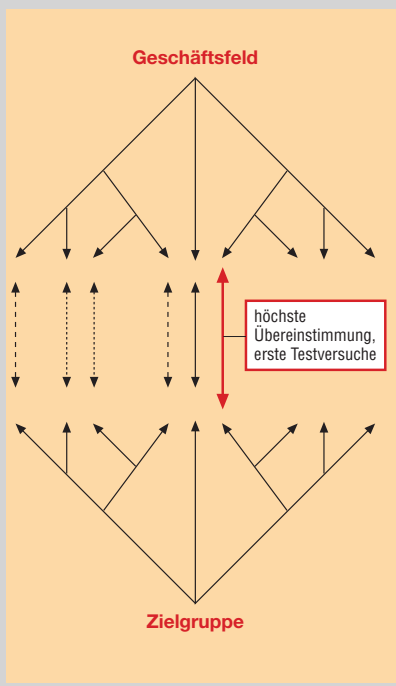 Geschäftsfeld
höchste
Übereinstimmung,
erste Testversuche
Zielgruppe